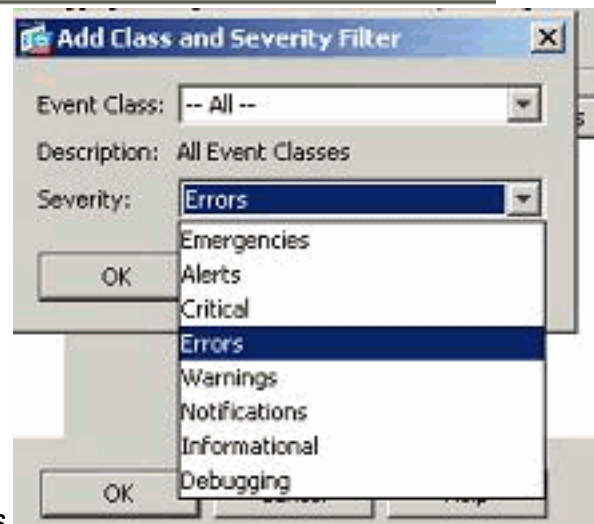 Add Class and Severity Filter
Event Class: -- All --
Description: All Event Classes
Severity: Errors
Emergencies
OK Alerts
Critical
Errors
Warnings
Notifications
Informational
OK Debugging
s